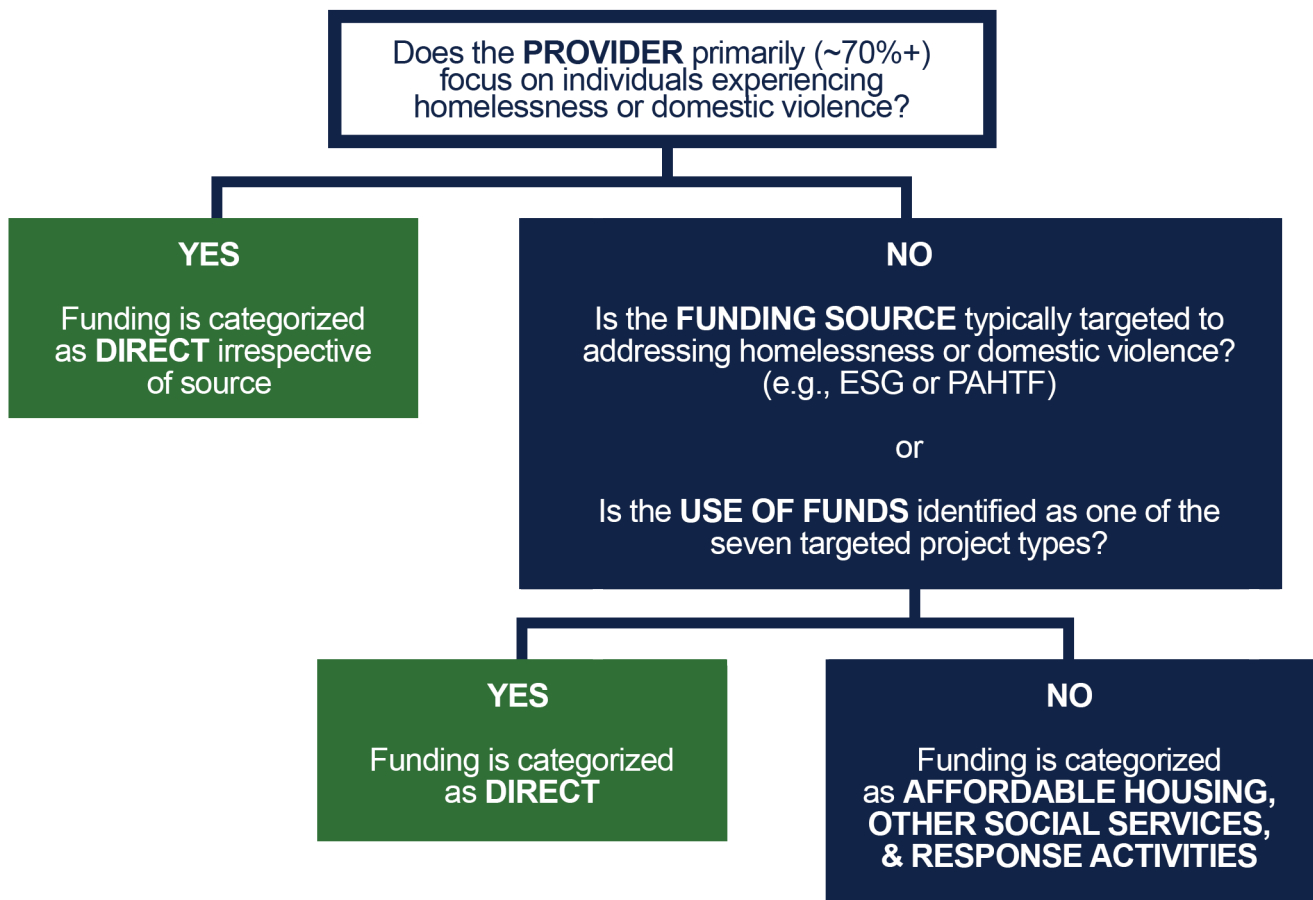 Does the PROVIDER primarily (~70%+)
focus on individuals experiencing
homelessness or domestic violence?
YES
Funding is categorized
as DIRECT irrespective
of source
NO
Is the FUNDING SOURCE typically targeted to
addressing homelessness or domestic violence?
(e.g., ESG or PAHTF)
or
Is the USE OF FUNDS identified as one of the
seven targeted project types?
YES
Funding is categorized
as DIRECT
NO
Funding is categorized
as AFFORDABLE HOUSING,
OTHER SOCIAL SERVICES,
& RESPONSE ACTIVITIES